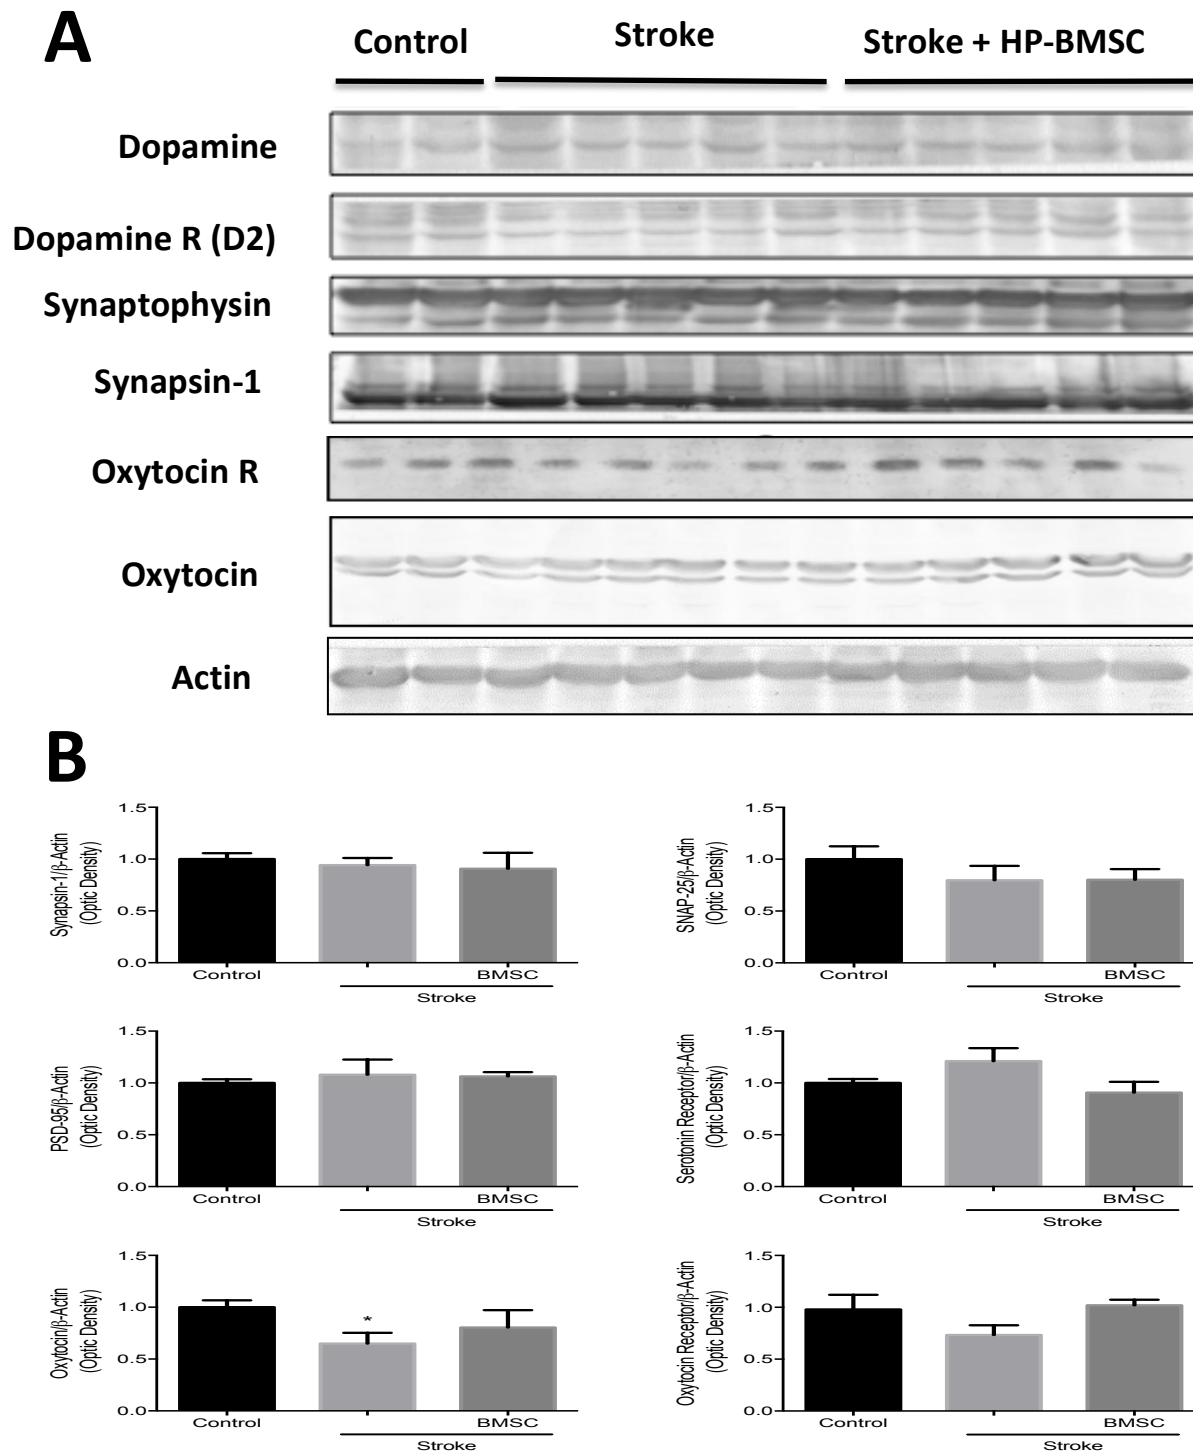 A
Control Stroke Stroke + HP-BMSC
Dopamine
Dopamine R (D2)
Synaptophysin
Synapsin-1
Oxytocin R
Oxytocin
Actin
B
Synapsin-1/β-Actin
(Optic Density)
1.5
1.0
0.5
0.0
Control
BMSC
Stroke
SNAP-25/β-Actin
(Optic Density)
1.5
1.0
0.5
0.0
Control
BMSC
Stroke
PSD-95/β-Actin
(Optic Density)
1.5
1.0
0.5
0.0
Control
BMSC
Stroke
Serotonin Receptor/β-Actin
(Optic Density)
1.5
1.0
0.5
0.0
Control
BMSC
Stroke
Oxytocin/β-Actin
(Optic Density)
1.5
1.0
0.5
0.0
*
Control
BMSC
Stroke
Oxytocin Receptor/β-Actin
(Optic Density)
1.5
1.0
0.5
0.0
Control
BMSC
Stroke